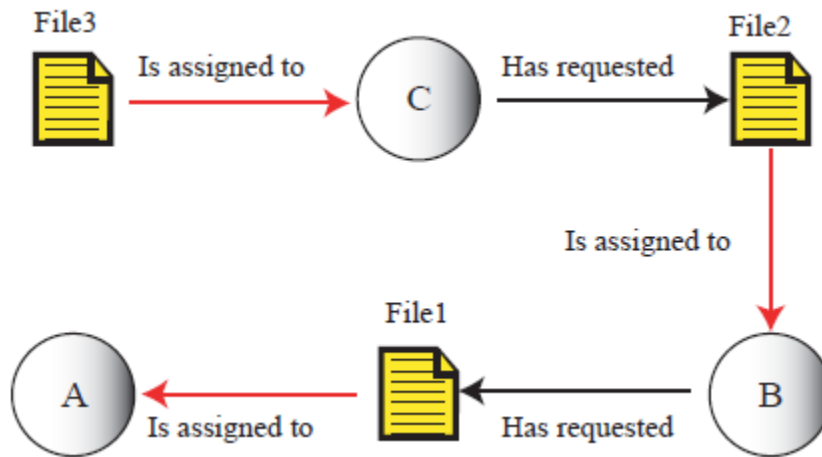 File3
Is assigned to
C
Has requested
File2
Is assigned to
File1
A
Is assigned to
Has requested
B